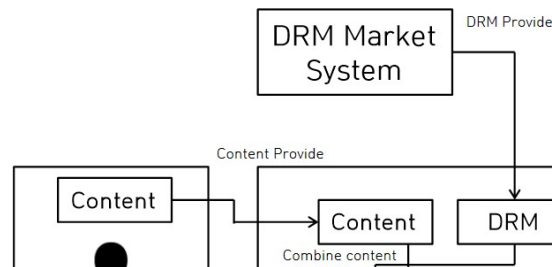 DRM Market
System
DRM Provide
Content Provide
Content
Content
DRM
Combine content